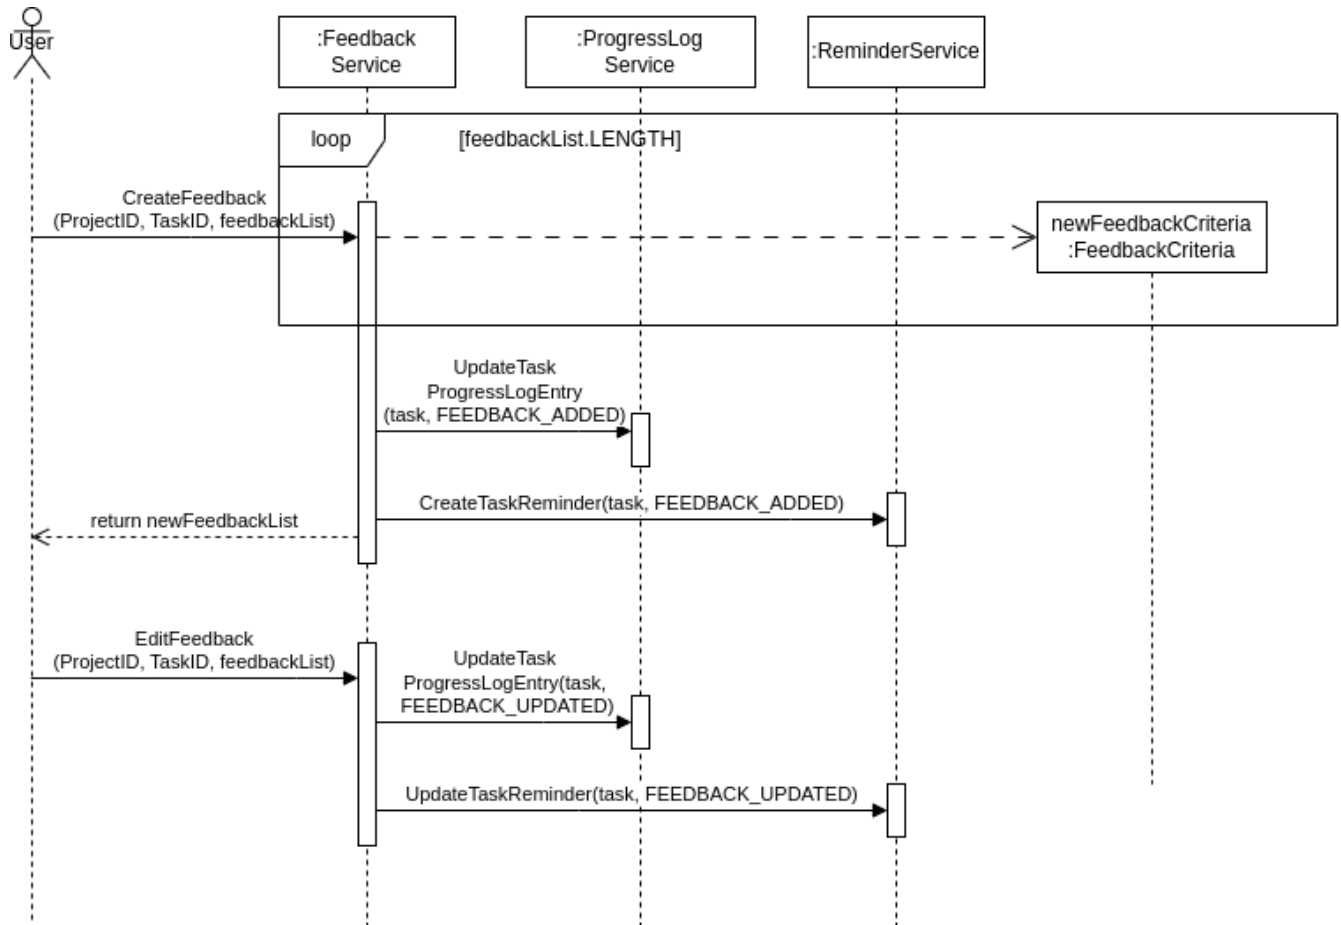 User
:Feedback
Service
:ProgressLog
Service
:ReminderService
loop
[feedbackList.LENGTH]
CreateFeedback
(ProjectID, TaskID, feedbackList)
newFeedbackCriteria
:FeedbackCriteria
UpdateTask
ProgressLogEntry
(task, FEEDBACK_ADDED)
CreateTaskReminder(task, FEEDBACK_ADDED)
return newFeedbackList
EditFeedback
(ProjectID, TaskID, feedbackList)
UpdateTask
ProgressLogEntry(task,
FEEDBACK_UPDATED)
UpdateTaskReminder(task, FEEDBACK_UPDATED)